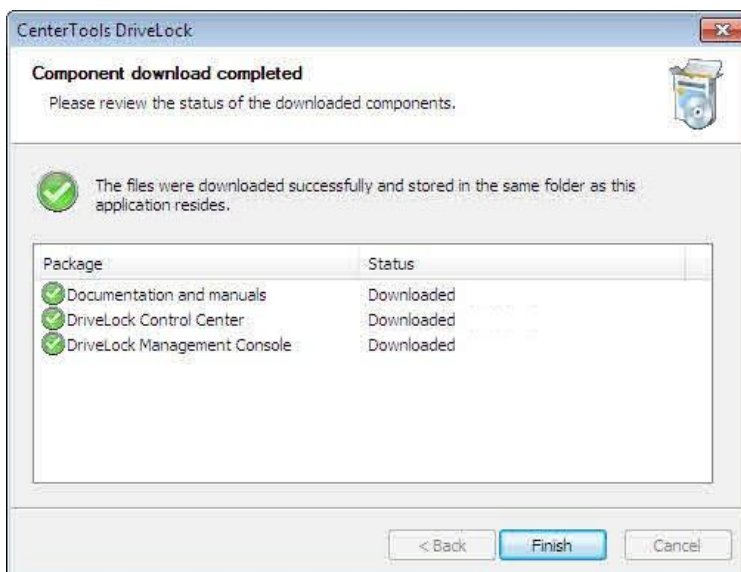 CenterTools DriveLock
Component download completed
Please review the status of the downloaded components.
The files were downloaded successfully and stored in the same folder as this
application resides.
Package Status
Documentation and manuals Downloaded
DriveLock Control Center Downloaded
DriveLock Management Console Downloaded
< Back Finish Cancel